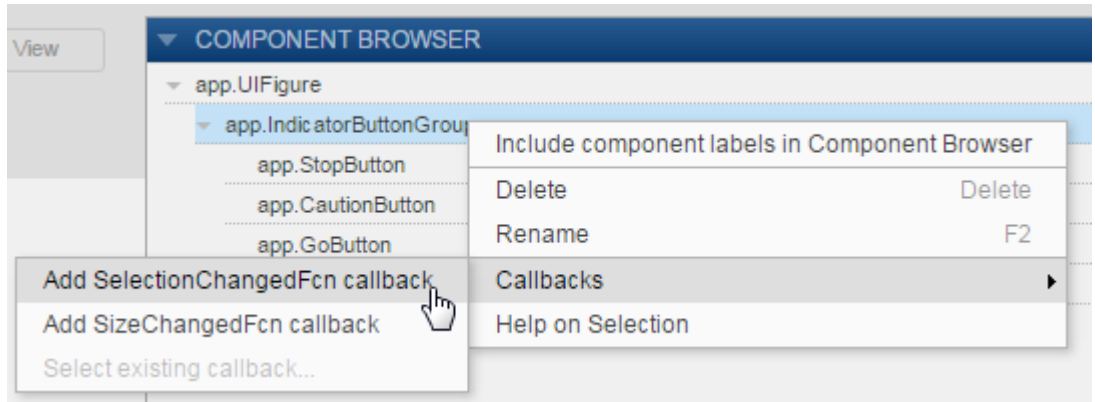 View
COMPONENT BROWSER
app.UIFigure
app.IndicatorButtonGroup
app.StopButton
app.CautionButton
app.GoButton
Include component labels in Component Browser
Delete Delete
Rename F2
Callbacks
Help on Selection
Add SelectionChangedFcn callback
Add SizeChangedFcn callback
Select existing callback...